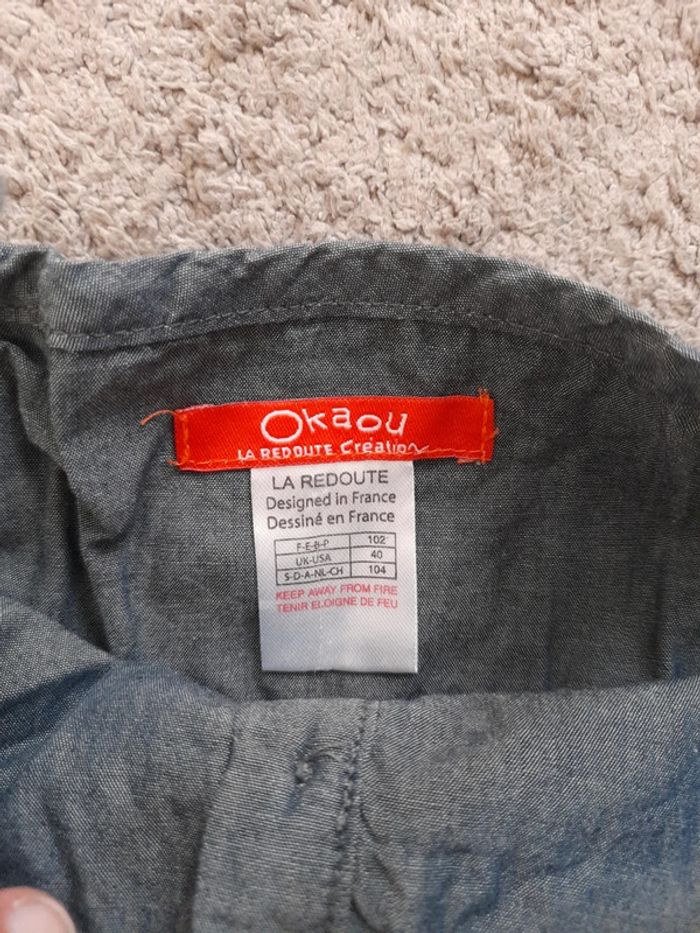 Okaou
LA REDOUTE Création
LA REDOUTE
Designed in France
Dessiné en France
F-E-B-P 102
UK-USA 40
S-D-A-NL-CH 104
KEEP AWAY FROM FIRE
TENIR ELOIGNE DE FEU